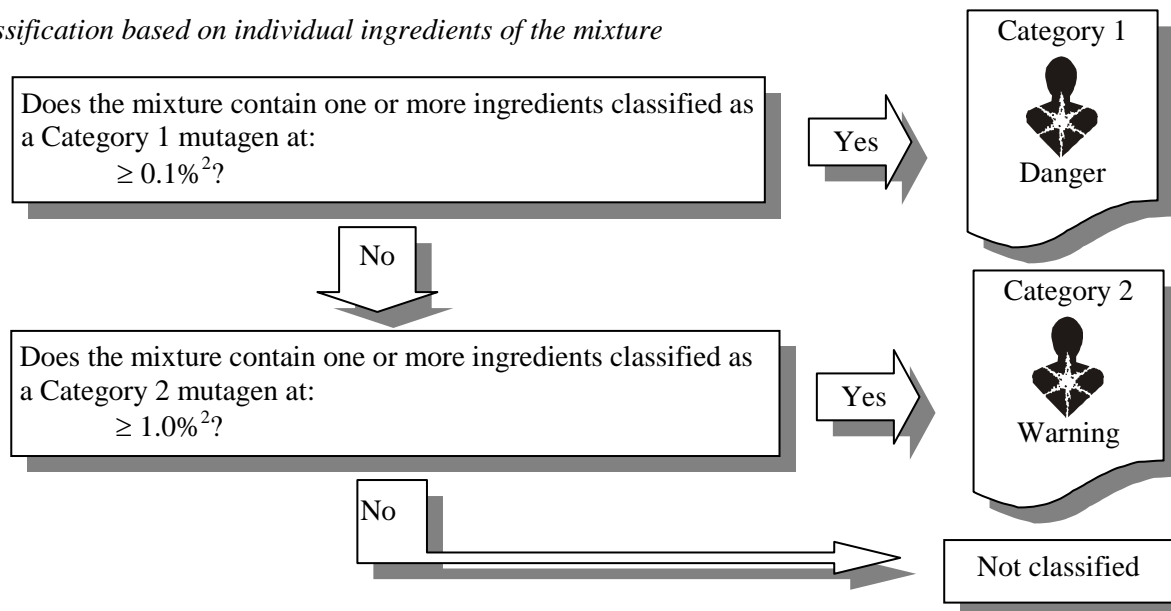 ssification based on individual ingredients of the mixture
Category 1
Does the mixture contain one or more ingredients classified as
a Category 1 mutagen at:
≥ 0.1%²?
Yes
Danger
No
Category 2
Does the mixture contain one or more ingredients classified as
a Category 2 mutagen at:
≥ 1.0%²?
Yes
Warning
No
Not classified